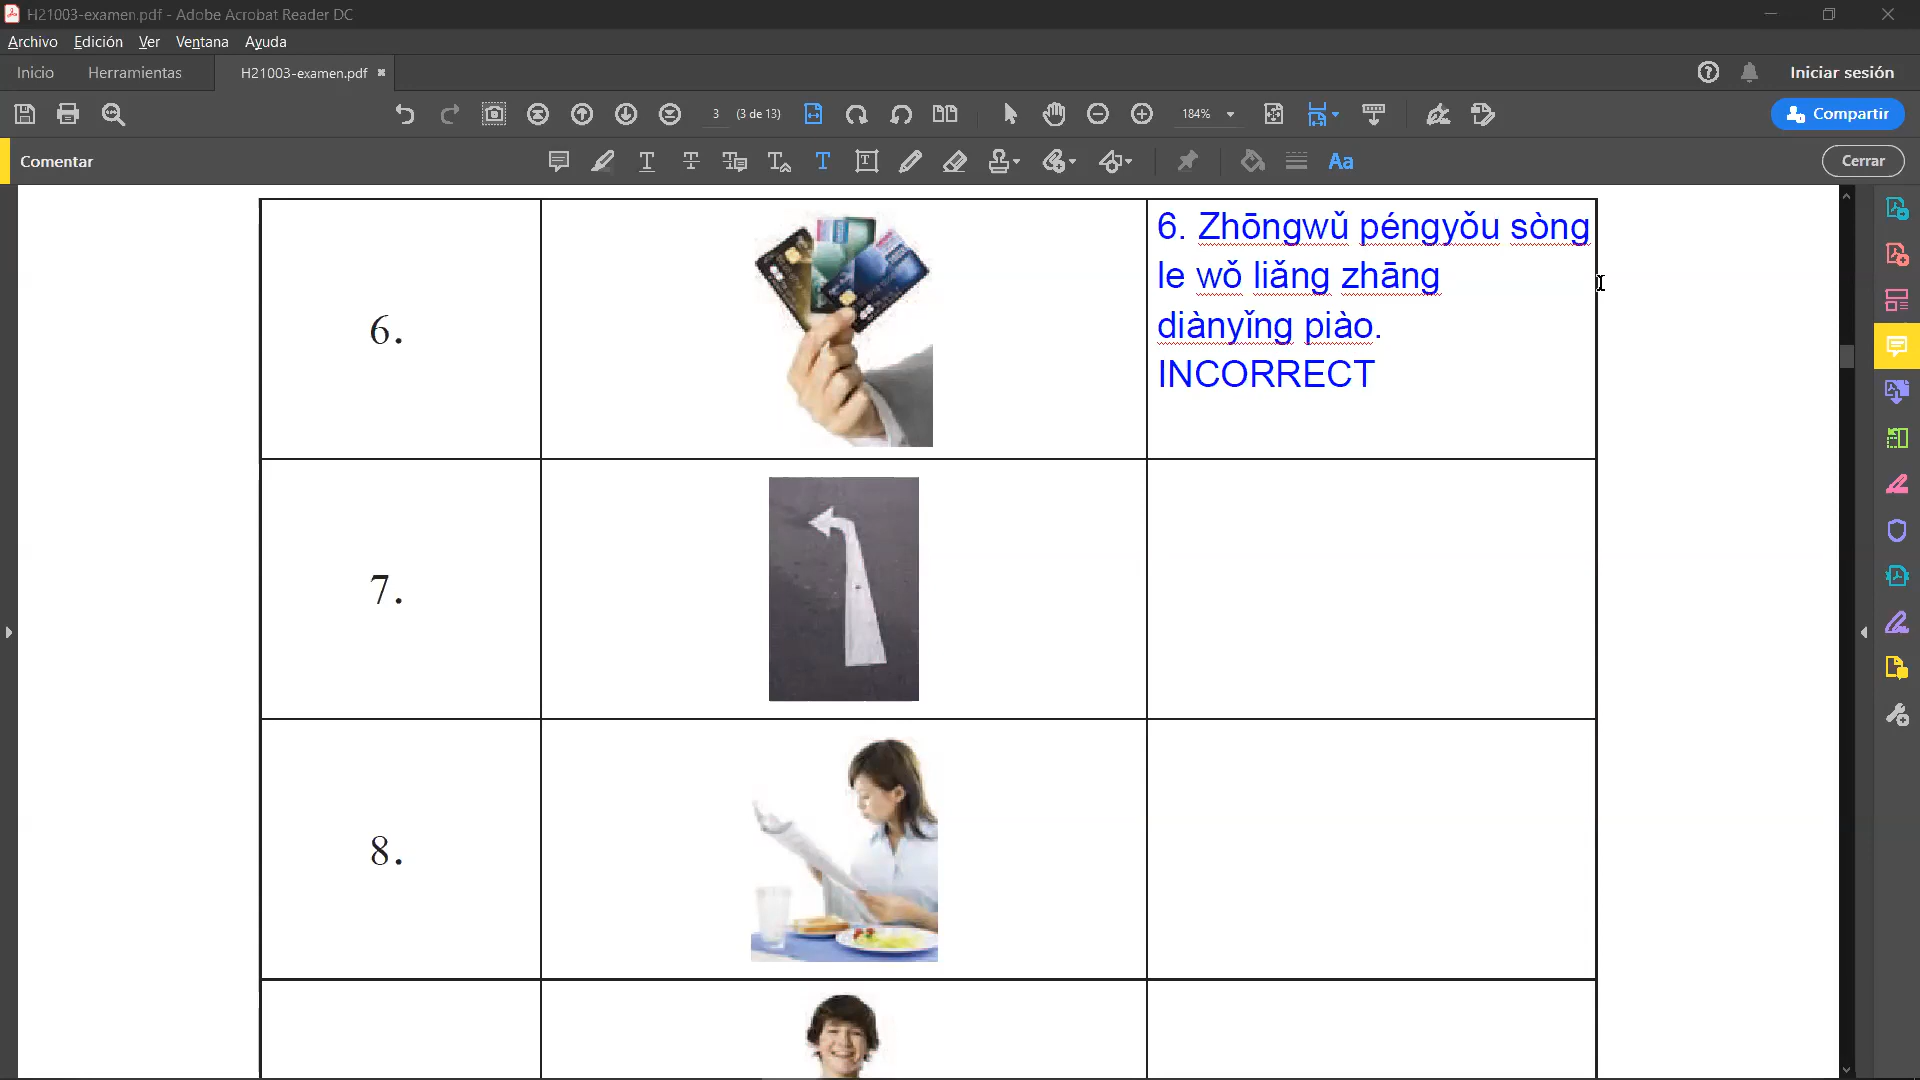 H21003-examen.pdf - Adobe Acrobat Reader DC
Archivo Edición Ver Ventana Ayuda
Inicio Herramientas H21003-examen.pdf Iniciar sesión
3 (3 de 13) 184% Compartir
Comentar Cerrar
6.
6. Zhōngwǔ péngyǒu sòng
le wǒ liǎng zhāng
diànyǐng piào.
INCORRECT
7.
8.